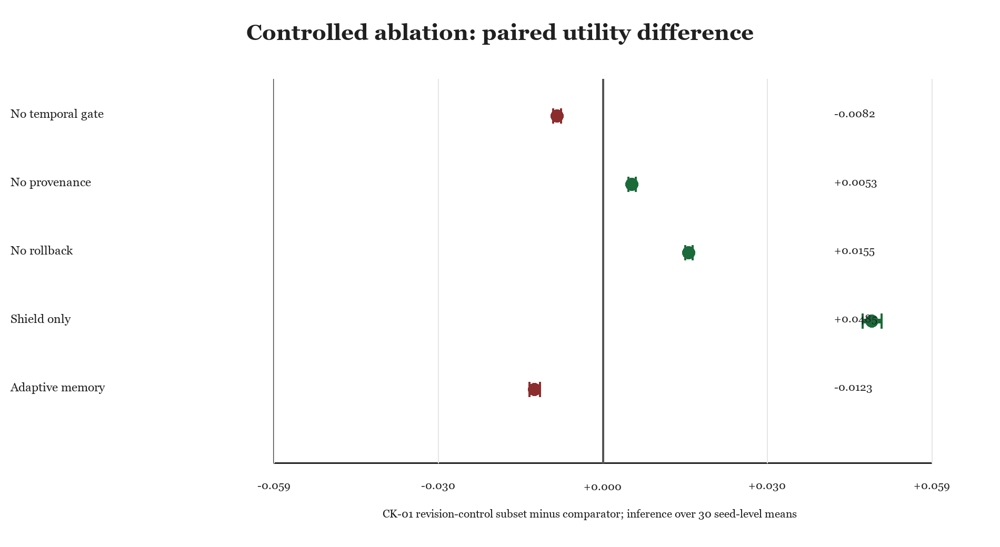 Controlled ablation: paired utility difference
No temporal gate -0.0082
No provenance +0.0053
No rollback +0.0155
Shield only +0.0485
Adaptive memory -0.0123
-0.059 -0.030 +0.000 +0.030 +0.059
CK-01 revision-control subset minus comparator; inference over 30 seed-level means